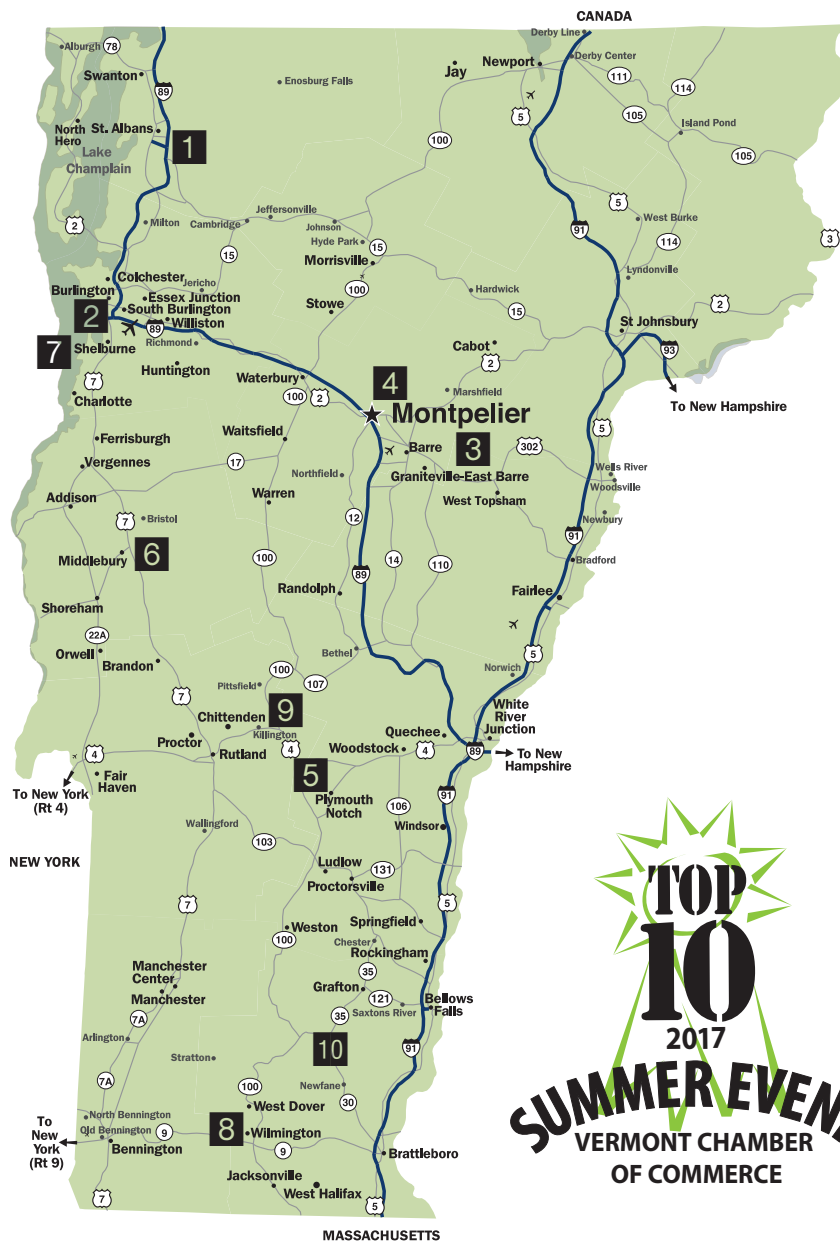 CANADA
Derby Line
Alburgh
78
Newport
Derby Center
Swanton
Jay
111
89
Enosburg Falls
114
5
105
North
Hero
St. Albans
Island Pond
1
100
105
Lake
Champlain
5
2
Milton
Cambridge
Jeffersonville
Johnson
West Burke
91
3
Hyde Park
15
114
15
Morrisville
Colchester
Jericho
100
Hardwick
Lyndonville
Burlington
Essex Junction
2
2
South Burlington
Stowe
15
89
Williston
St Johnsbury
7
Shelburne
Richmond
Cabot
93
Huntington
2
7
Waterbury
4
Marshfield
Charlotte
100
2
Montpelier
To New Hampshire
Ferrisburgh
Waitsfield
Barre
3
302
5
Vergennes
17
Northfield
Graniteville-East Barre
Wells River
Woodsville
Addison
Warren
West Topsham
7
Bristol
12
Newbury
91
Middlebury
6
100
14
110
Bradford
89
Shoreham
Randolph
Fairlee
22A
Orwell
Brandon
Bethel
5
100
Norwich
Pittsfield
107
7
9
White
River
Junction
Chittenden
Killington
Quechee
Proctor
Rutland
4
Woodstock
4
89
To New
Hampshire
4
Fair
Haven
5
To New York
(Rt 4)
Plymouth
Notch
106
91
Wallingford
Windsor
103
NEW YORK
Ludlow
131
Proctorsville
7
5
Weston
Springfield
100
Chester
Rockingham
Manchester
Center
35
Manchester
Grafton
121
Bellows
Falls
7A
35
Saxtons River
Arlington
10
91
Stratton
7A
100
Newfane
30
To
New
York
(Rt 9)
North Bennington
West Dover
Old Bennington
9
8
Wilmington
Bennington
9
Brattleboro
Jacksonville
West Halifax
7
5
MASSACHUSETTS
TOP
10
2017
SUMMER EVEN
VERMONT CHAMBER
OF COMMERCE